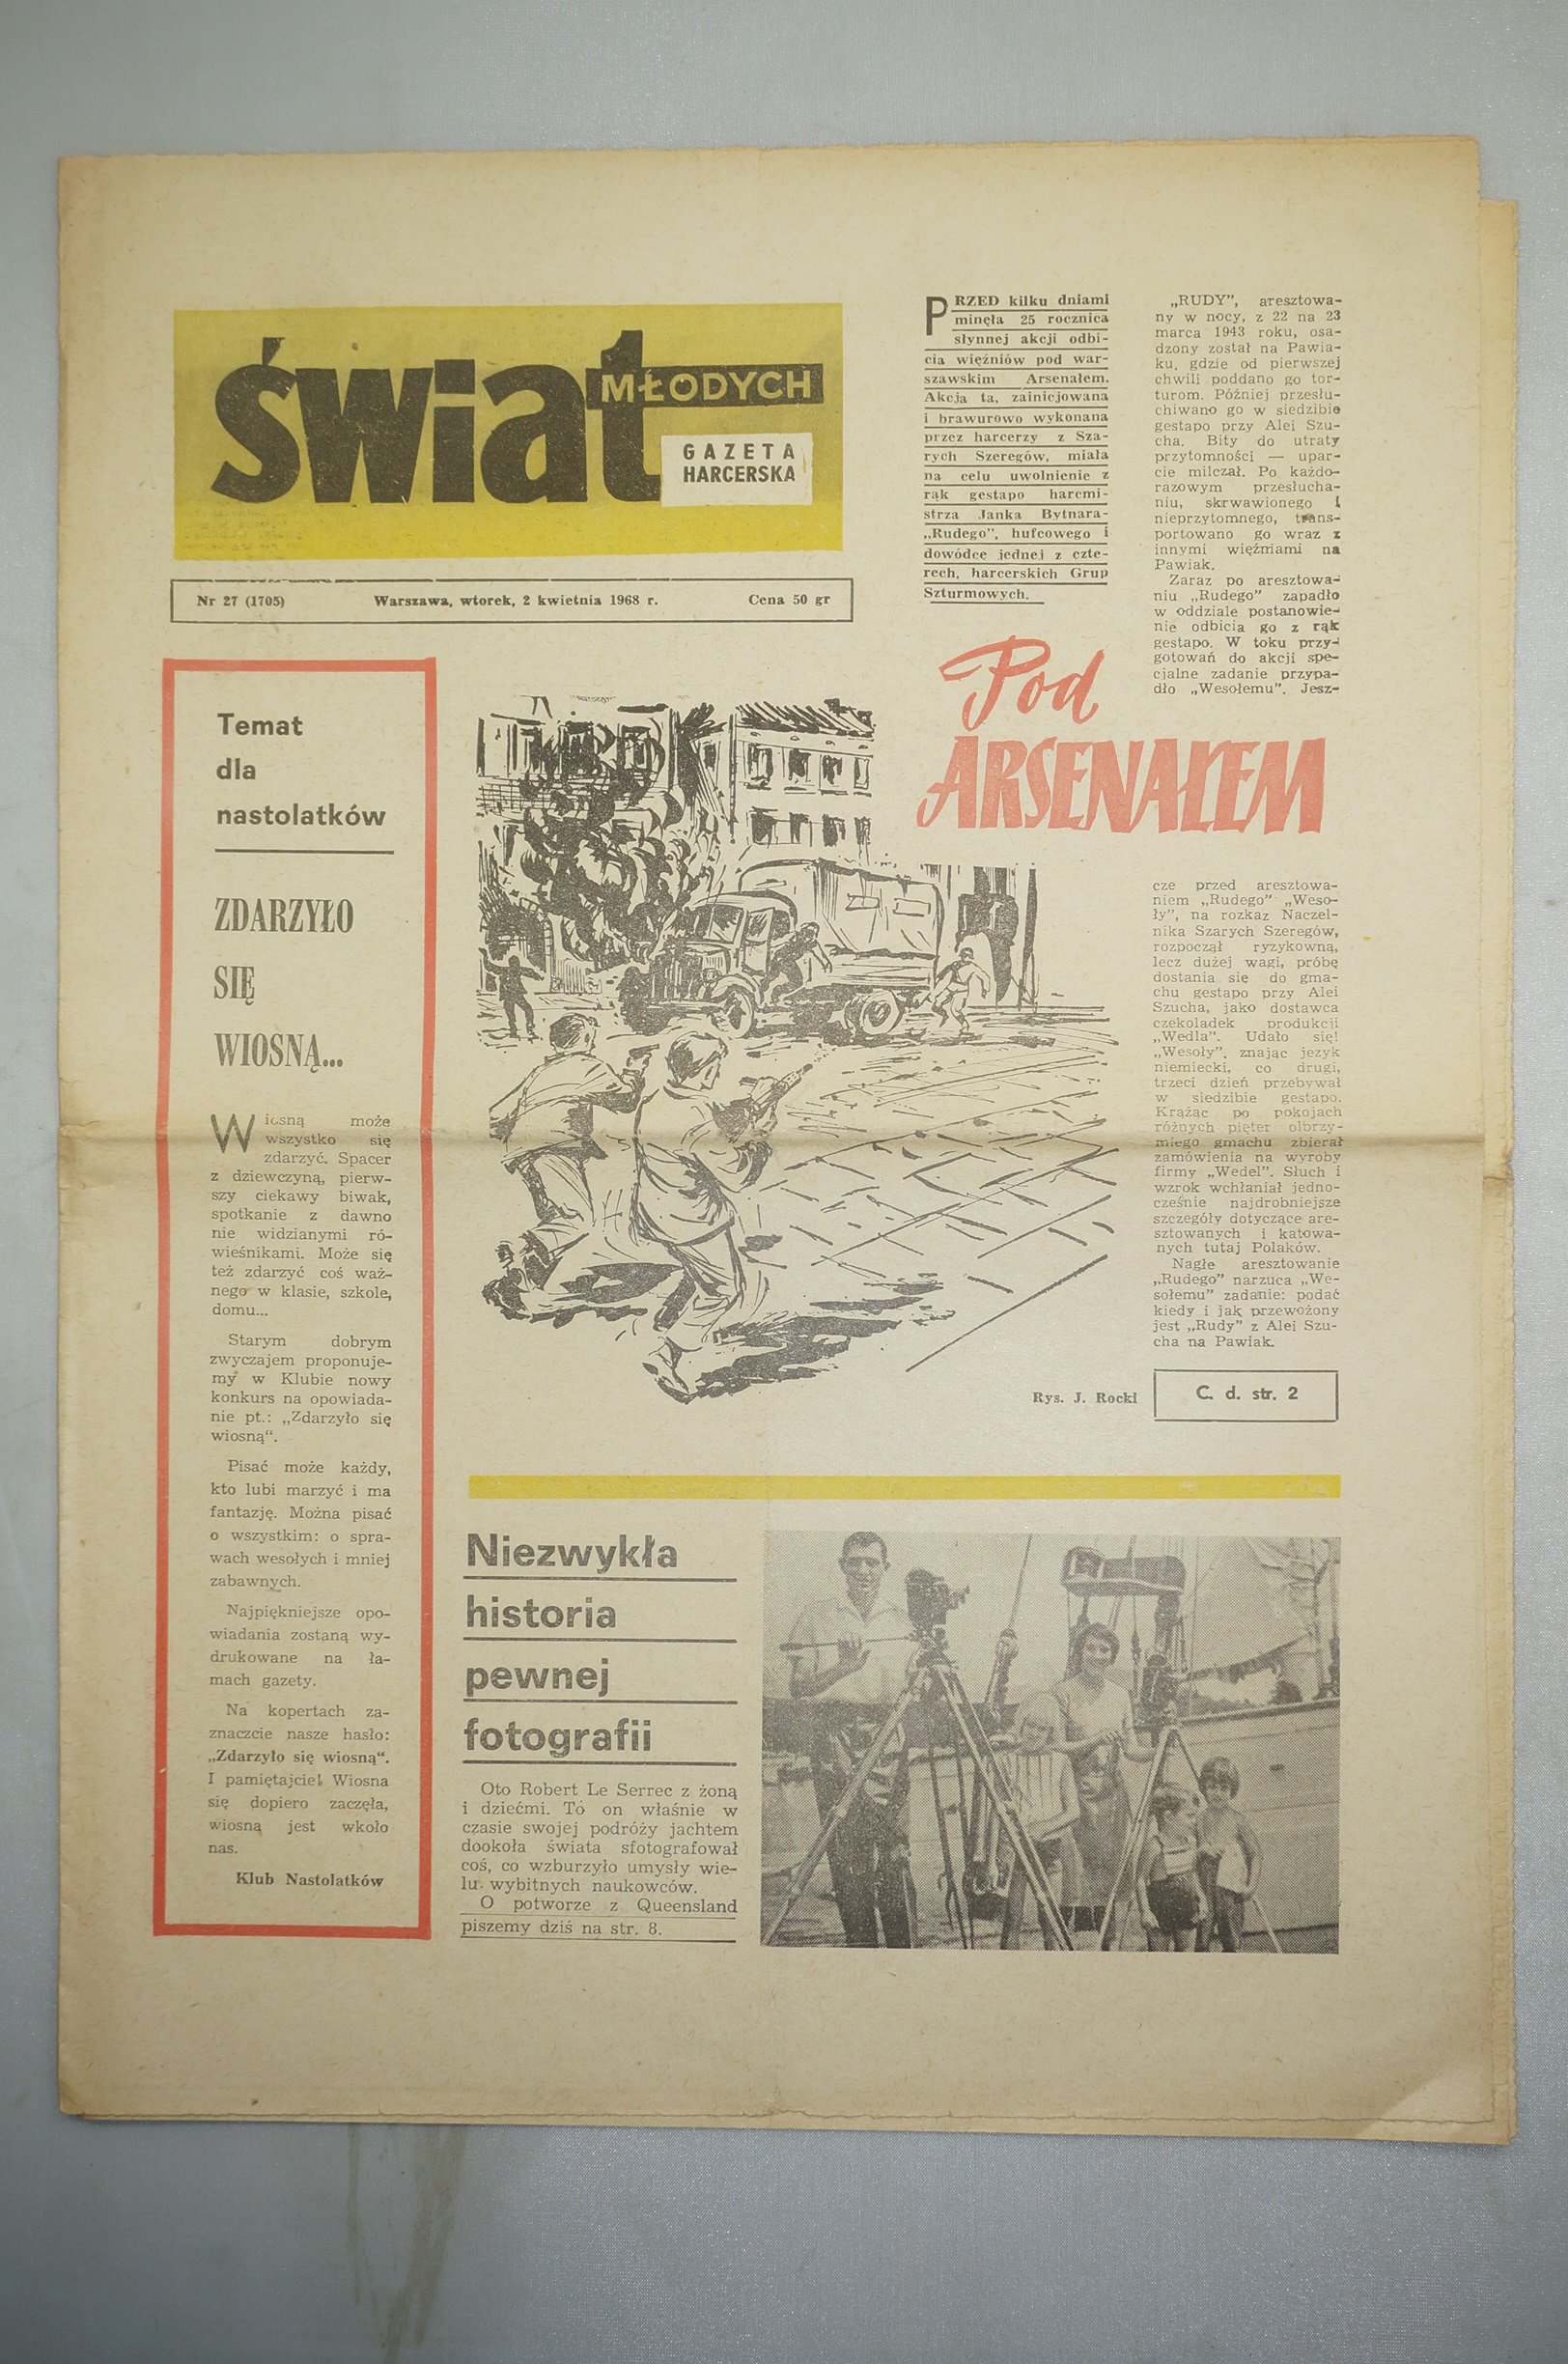 świat
MŁODYCH
GAZETA
HARCERSKA
Nr 27 (1705) Warszawa, wtorek, 2 kwietnia 1968 r. Cena 50 gr
Temat
dla
nastolatków
ZDARZYŁO
SIĘ
WIOSNĄ...
Wiosną może
wszystko się
zdarzyć. Spacer
z dziewczyną, pierw-
szy ciekawy biwak,
spotkanie z dawno
nie widzianymi ró-
wieśnikami. Może się
też zdarzyć coś waż-
nego w klasie, szkole,
domu...
Starym dobrym
zwyczajem proponuje-
my w Klubie nowy
konkurs na opowiada-
nie pt.: „Zdarzyło się
wiosną“.
Pisać może każdy,
kto lubi marzyć i ma
fantazję. Można pisać
o wszystkim: o spra-
wach wesołych i mniej
zabawnych.
Najpiękniejsze opo-
wiadania zostaną wy-
drukowane na ła-
mach gazety.
Na kopertach za-
znaczcie nasze hasło:
„Zdarzyło się wiosną“.
I pamiętajcie! Wiosna
się dopiero zaczęła,
wiosną jest wkoło
nas.
Klub Nastolatków
PRZED kilku dniami
minęła 25 rocznica
słynnej akcji odbi-
cia więźniów pod war-
szawskim Arsenałem.
Akcja ta, zainicjowana
i brawurowo wykonana
przez harcerzy z Sza-
rych Szeregów, miała
na celu uwolnienie z
rąk gestapo harcmi-
strza Janka Bytnara-
„Rudego”, hufcowego i
dowódcę jednej z czte-
rech, harcerskich Grup
Szturmowych.
Pod
ARSENAŁEM
„RUDY”, aresztowa-
ny w nocy, z 22 na 23
marca 1943 roku, osa-
dzony został na Pawia-
ku, gdzie od pierwszej
chwili poddano go tor-
turom. Później przesłu-
chiwano go w siedzibie
gestapo przy Alei Szu-
cha. Bity do utraty
przytomności — upar-
cie milczał. Po każdo-
razowym przesłucha-
niu, skrwawionego i
nieprzytomnego, trans-
portowano go wraz z
innymi więźniami na
Pawiak.
Zaraz po aresztowa-
niu „Rudego” zapadło
w oddziale postanowie-
nie odbicia go z rąk
gestapo. W toku przy-
gotowań do akcji spe-
cjalne zadanie przypa-
dło „Wesołemu”. Jesz-
cze przed aresztowa-
niem „Rudego” „Weso-
ły”, na rozkaz Naczel-
nika Szarych Szeregów,
rozpoczął ryzykowną,
lecz dużej wagi, próbę
dostania się do gma-
chu gestapo przy Alei
Szucha, jako dostawca
czekoladek produkcji
„Wedla”. Udało się!
„Wesoły”, znając język
niemiecki, co drugi,
trzeci dzień przebywał
w siedzibie gestapo.
Krążąc po pokojach
różnych pięter olbrzy-
miego gmachu zbierał
zamówienia na wyroby
firmy „Wedel”. Słuch i
wzrok wchłaniał jedno-
cześnie najdrobniejsze
szczegóły dotyczące are-
sztowanych i katowa-
nych tutaj Polaków.
Nagłe aresztowanie
„Rudego” narzuca „We-
sołemu” zadanie: podać
kiedy i jak przewożony
jest „Rudy” z Alei Szu-
cha na Pawiak.
Rys. J. Rocki
C. d. str. 2
Niezwykła
historia
pewnej
fotografii
Oto Robert Le Serrec z żoną
i dziećmi. To on właśnie w
czasie swojej podróży jachtem
dookoła świata sfotografował
coś, co wzburzyło umysły wie-
lu wybitnych naukowców.
O potworze z Queensland
piszemy dziś na str. 8.